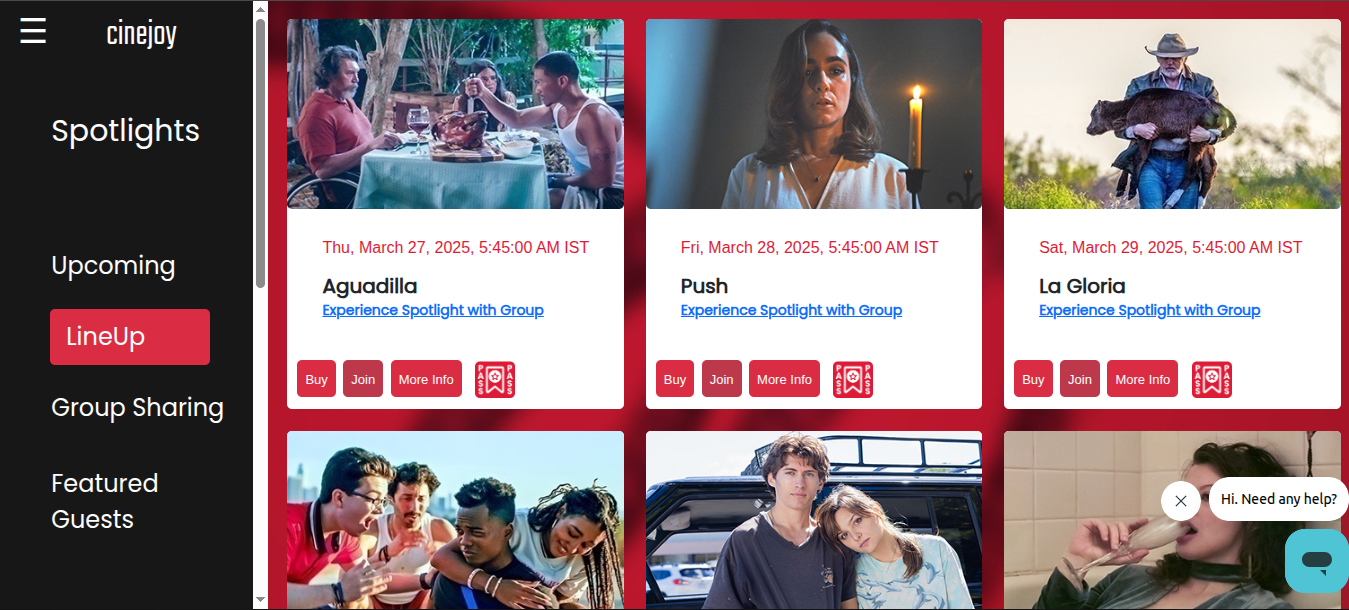 cinejoy
Spotlights
Upcoming
LineUp
Group Sharing
Featured
Guests
Thu, March 27, 2025, 5:45:00 AM IST
Aguadilla
Experience Spotlight with Group
Buy
Join
More Info
PASS
PASS
Fri, March 28, 2025, 5:45:00 AM IST
Push
Experience Spotlight with Group
Buy
Join
More Info
PASS
PASS
Sat, March 29, 2025, 5:45:00 AM IST
La Gloria
Experience Spotlight with Group
Buy
Join
More Info
PASS
PASS
Hi. Need any help?